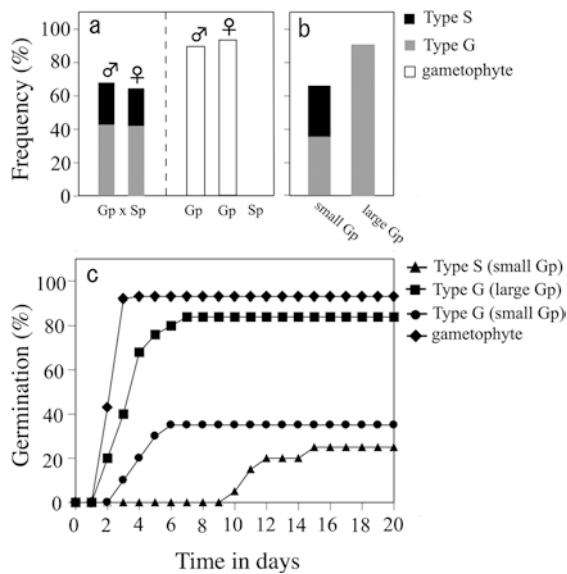 a
b
Type S
Type G
gametophyte
Frequency (%)
100
80
60
40
20
0
♂ ♀
♂ ♀
Gp x Sp
Gp Gp Sp
small Gp
large Gp
c
Type S (small Gp)
Type G (large Gp)
Type G (small Gp)
gametophyte
Germination (%)
100
80
60
40
20
0
0 2 4 6 8 10 12 14 16 18 20
Time in days